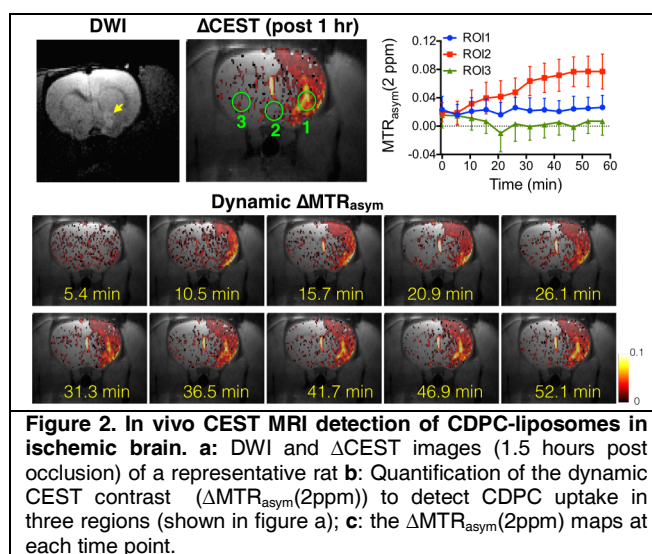 DWI
ΔCEST (post 1 hr)
3
2
1
MTRasym(2 ppm)
0.12
0.08
0.04
0.00
-0.04
ROI1
ROI2
ROI3
0 10 20 30 40 50 60
Time (min)
Dynamic ΔMTRasym
5.4 min
10.5 min
15.7 min
20.9 min
26.1 min
31.3 min
36.5 min
41.7 min
46.9 min
52.1 min
0.1
0
Figure 2. In vivo CEST MRI detection of CDPC-liposomes in
ischemic brain. a: DWI and ΔCEST images (1.5 hours post
occlusion) of a representative rat b: Quantification of the dynamic
CEST contrast (ΔMTRasym(2ppm)) to detect CDPC uptake in
three regions (shown in figure a); c: the ΔMTRasym(2ppm) maps at
each time point.